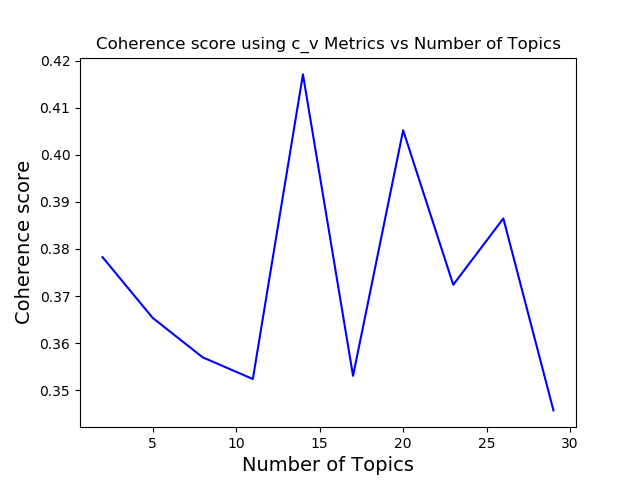 Coherence score using c_v Metrics vs Number of Topics
0.42
0.41
0.40
0.39
0.38
0.37
0.36
0.35
Coherence score
5 10 15 20 25 30
Number of Topics